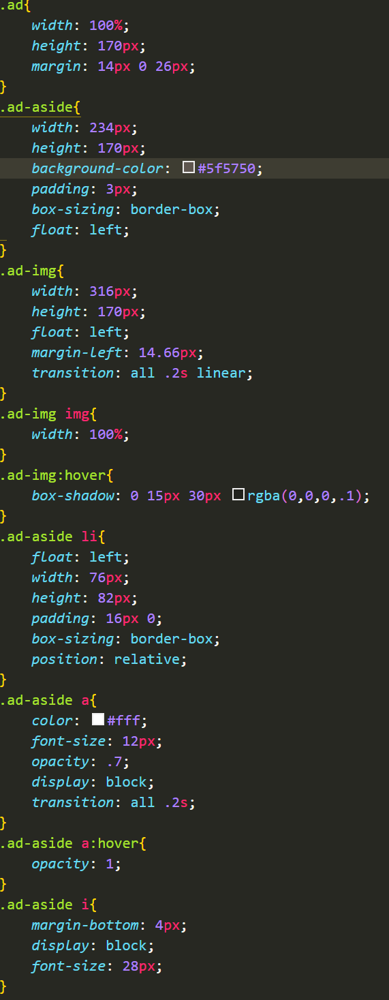 .ad{
    width: 100%;
    height: 170px;
    margin: 14px 0 26px;
}
.ad-aside{
    width: 234px;
    height: 170px;
    background-color: #5f5750;
    padding: 3px;
    box-sizing: border-box;
    float: left;
}
.ad-img{
    width: 316px;
    height: 170px;
    float: left;
    margin-left: 14.66px;
    transition: all .2s linear;
}
.ad-img img{
    width: 100%;
}
.ad-img:hover{
    box-shadow: 0 15px 30px rgba(0,0,0,.1);
}
.ad-aside li{
    float: left;
    width: 76px;
    height: 82px;
    padding: 16px 0;
    box-sizing: border-box;
    position: relative;
}
.ad-aside a{
    color: #fff;
    font-size: 12px;
    opacity: .7;
    display: block;
    transition: all .2s;
}
.ad-aside a:hover{
    opacity: 1;
}
.ad-aside i{
    margin-bottom: 4px;
    display: block;
    font-size: 28px;
}